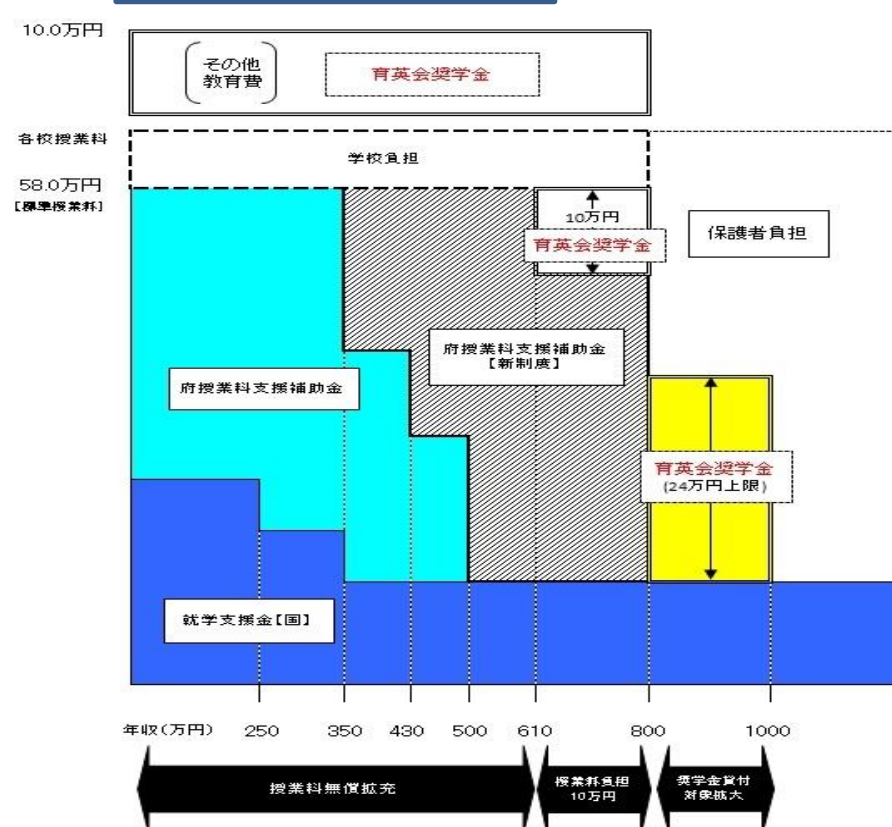 10.0万円
その他
教育費
育英会奨学金
各校授業料
学校負担
58.0万円
[標準授業料]
10万円
育英会奨学金
保護者負担
府授業料支援補助金
【新制度】
府授業料支援補助金
育英会奨学金
(24万円上限)
就学支援金【国】
年収(万円) 250 350 430 500 610 800 1000
授業料無償拡充
授業料負担
10万円
奨学金貸付
対象拡大